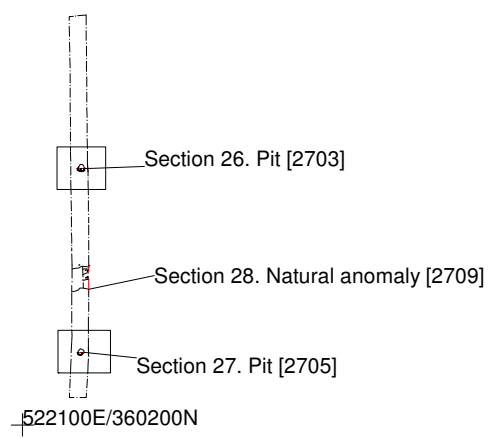 Section 26. Pit [2703]
Section 28. Natural anomaly [2709]
Section 27. Pit [2705]
522100E/360200N